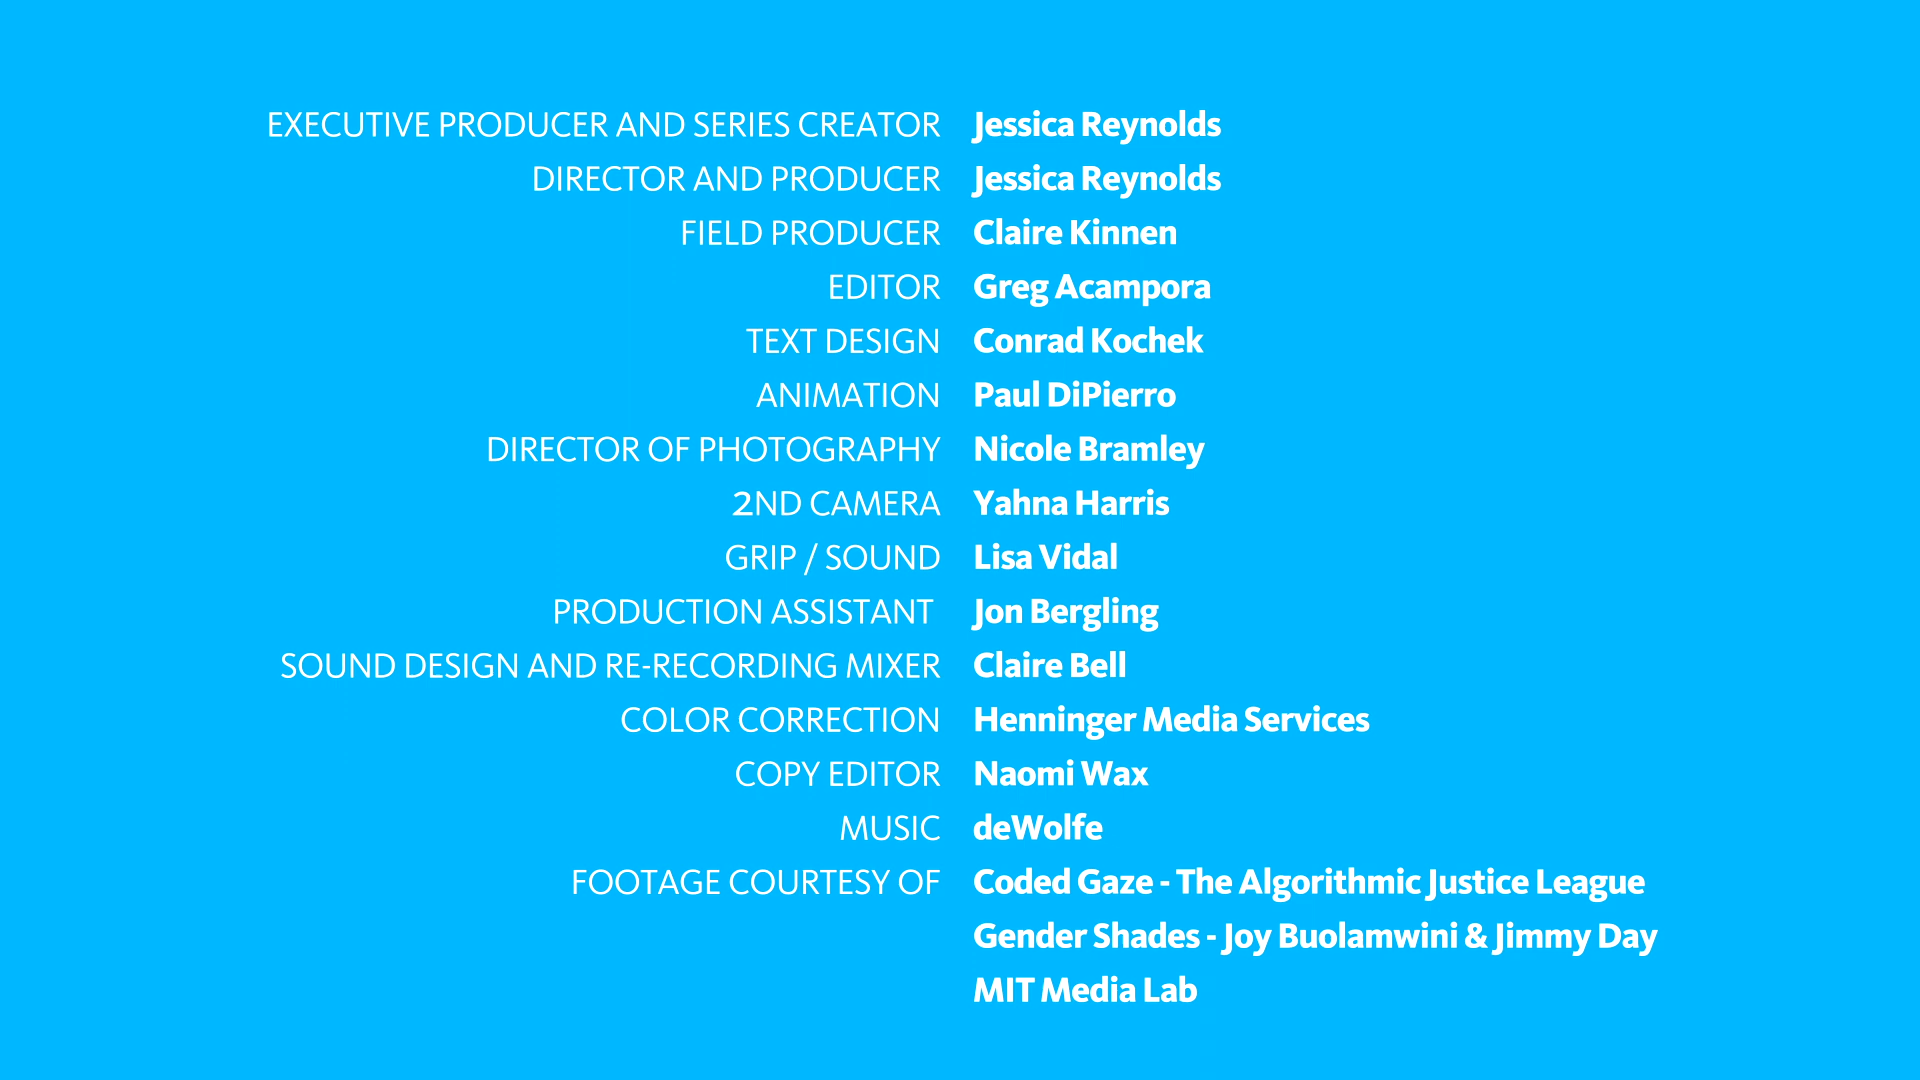 EXECUTIVE PRODUCER AND SERIES CREATOR Jessica Reynolds
DIRECTOR AND PRODUCER Jessica Reynolds
FIELD PRODUCER Claire Kinnen
EDITOR Greg Acampora
TEXT DESIGN Conrad Kochek
ANIMATION Paul DiPierro
DIRECTOR OF PHOTOGRAPHY Nicole Bramley
2ND CAMERA Yahna Harris
GRIP / SOUND Lisa Vidal
PRODUCTION ASSISTANT Jon Bergling
SOUND DESIGN AND RE-RECORDING MIXER Claire Bell
COLOR CORRECTION Henninger Media Services
COPY EDITOR Naomi Wax
MUSIC deWolfe
FOOTAGE COURTESY OF Coded Gaze - The Algorithmic Justice League
Gender Shades - Joy Buolamwini & Jimmy Day
MIT Media Lab